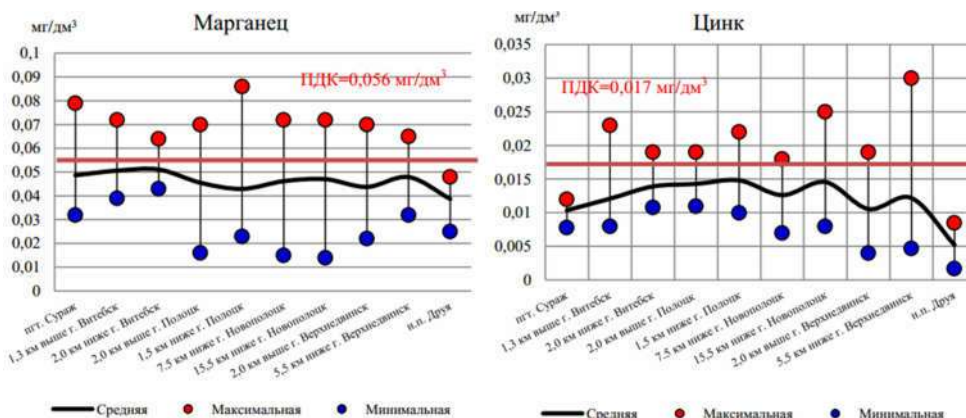 мг/дм³
Марганец
0,1
0,09
0,08
0,07
0,06
0,05
0,04
0,03
0,02
0,01
0
ПДК=0,056 мг/дм³
пгт. Сураж
1,3 км выше г. Витебск
2,0 км ниже г. Витебск
2,0 км выше г. Полоцк
1,5 км ниже г. Полоцк
7,5 км ниже г. Новополоцк
15,5 км ниже г. Новополоцк
2,0 км выше г. Верхнедвинск
5,5 км ниже г. Верхнедвинск
н.п. Друя
Средняя
Максимальная
Минимальная
мг/дм³
Цинк
0,035
0,03
0,025
0,02
0,015
0,01
0,005
0
ПДК=0,017 мг/дм³
пгт. Сураж
1,3 км выше г. Витебск
2,0 км ниже г. Витебск
2,0 км выше г. Полоцк
1,5 км ниже г. Полоцк
7,5 км ниже г. Новополоцк
15,5 км ниже г. Новополоцк
2,0 км выше г. Верхнедвинск
5,5 км ниже г. Верхнедвинск
н.п. Друя
Средняя
Максимальная
Минимальная